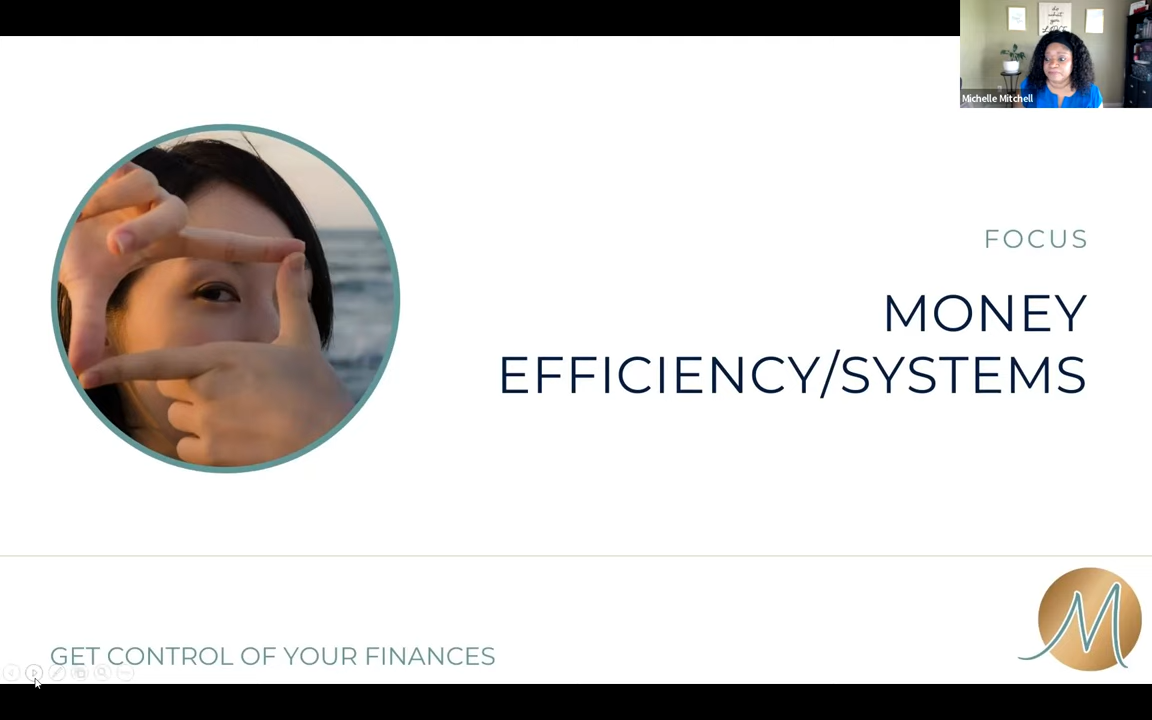 Michelle Mitchell
FOCUS
MONEY
EFFICIENCY/SYSTEMS
GET CONTROL OF YOUR FINANCES
M